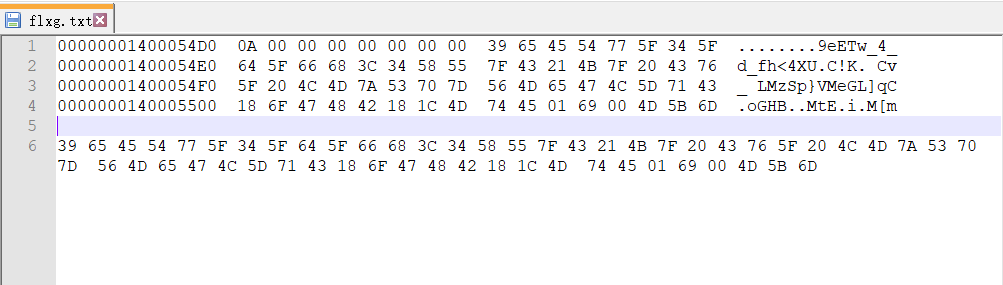 flxg.txt
1 00000001400054D0 0A 00 00 00 00 00 00 00 39 65 45 54 77 5F 34 5F ........9eETw_4_
2 00000001400054E0 64 5F 66 68 3C 34 58 55 7F 43 21 4B 7F 20 43 76 d_fh<4XU.C!K. Cv
3 00000001400054F0 5F 20 4C 4D 7A 53 70 7D 56 4D 65 47 4C 5D 71 43 _ LMzSp}VMeGL]qC
4 0000000140005500 18 6F 47 48 42 18 1C 4D 74 45 01 69 00 4D 5B 6D .oGHB..MtE.i.M[m
5
6 39 65 45 54 77 5F 34 5F 64 5F 66 68 3C 34 58 55 7F 43 21 4B 7F 20 43 76 5F 20 4C 4D 7A 53 70
7D 56 4D 65 47 4C 5D 71 43 18 6F 47 48 42 18 1C 4D 74 45 01 69 00 4D 5B 6D